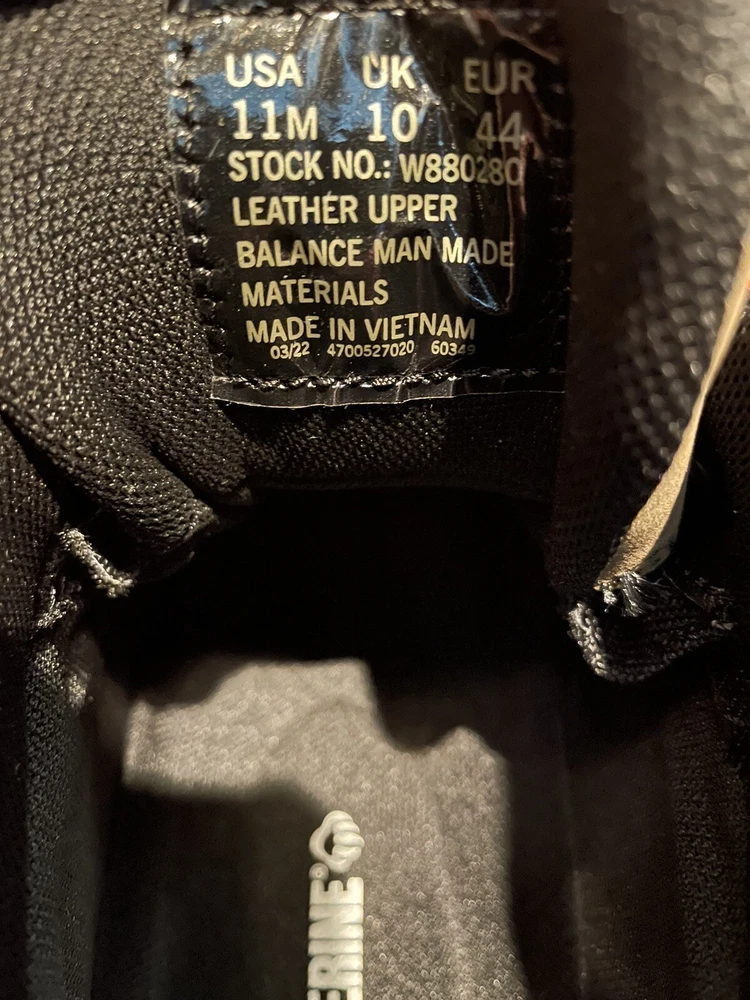 USA UK EUR
11M 10 44
STOCK NO.: W880280
LEATHER UPPER
BALANCE MAN MADE
MATERIALS
MADE IN VIETNAM
03/22 4700527020 60349
ERINE®